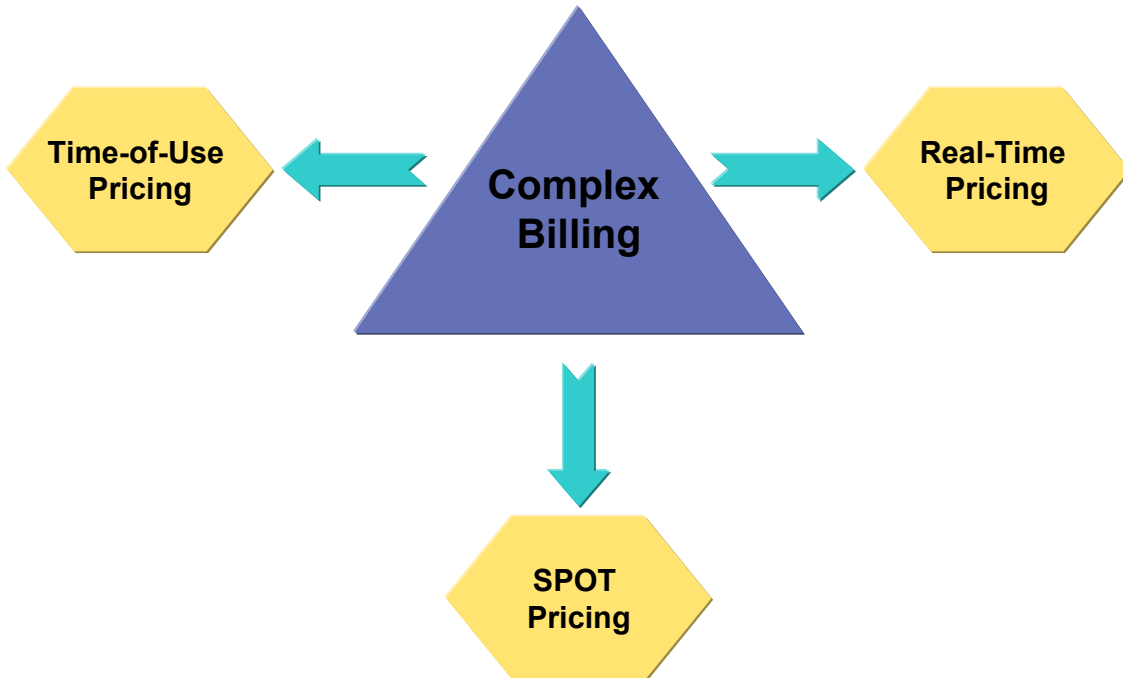 Time-of-Use
Pricing
Complex
Billing
Real-Time
Pricing
SPOT
Pricing